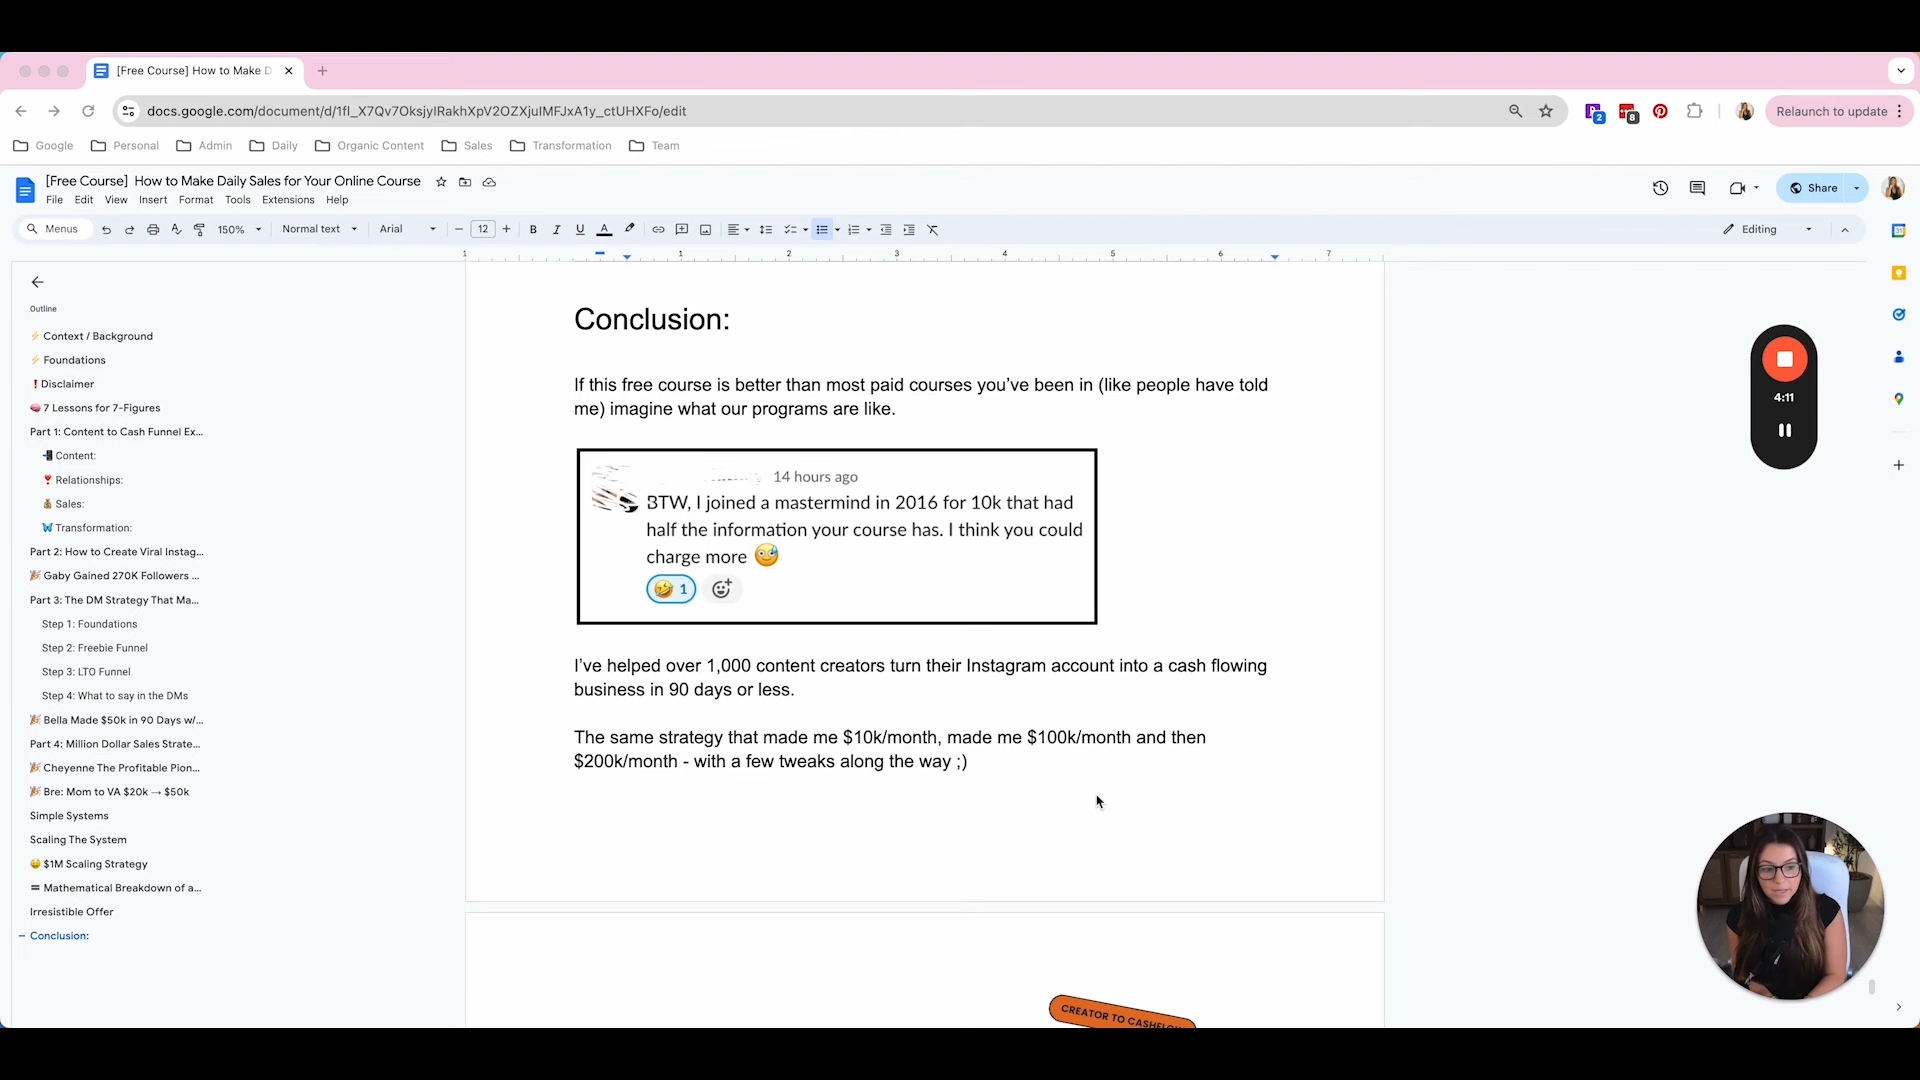 [Free Course] How to Make D
docs.google.com/document/d/1fl_X7Qv7OksjyIRakhXpV2OZXjuIMFJxA1y_ctUHXFo/edit
2
8
Relaunch to update
Google
Personal
Admin
Daily
Organic Content
Sales
Transformation
Team
[Free Course] How to Make Daily Sales for Your Online Course
File Edit View Insert Format Tools Extensions Help
Share
Menus
150%
Normal text
Arial
12
B
I
U
A
Editing
1 1 2 3 4 5 6 7
Outline
⚡ Context / Background
⚡ Foundations
❗ Disclaimer
🧠 7 Lessons for 7-Figures
Part 1: Content to Cash Funnel Ex...
📲 Content:
❣️ Relationships:
💰 Sales:
🦋 Transformation:
Part 2: How to Create Viral Instag...
🎉 Gaby Gained 270K Followers ...
Part 3: The DM Strategy That Ma...
Step 1: Foundations
Step 2: Freebie Funnel
Step 3: LTO Funnel
Step 4: What to say in the DMs
🎉 Bella Made $50k in 90 Days w/...
Part 4: Million Dollar Sales Strate...
🎉 Cheyenne The Profitable Pion...
🎉 Bre: Mom to VA $20k → $50k
Simple Systems
Scaling The System
🤑 $1M Scaling Strategy
🟰 Mathematical Breakdown of a...
Irresistible Offer
Conclusion:
Conclusion:
If this free course is better than most paid courses you've been in (like people have told
me) imagine what our programs are like.
14 hours ago
BTW, I joined a mastermind in 2016 for 10k that had
half the information your course has. I think you could
charge more 😅
🤣 1
I've helped over 1,000 content creators turn their Instagram account into a cash flowing
business in 90 days or less.
The same strategy that made me $10k/month, made me $100k/month and then
$200k/month - with a few tweaks along the way ;)
4:11
31
CREATOR TO